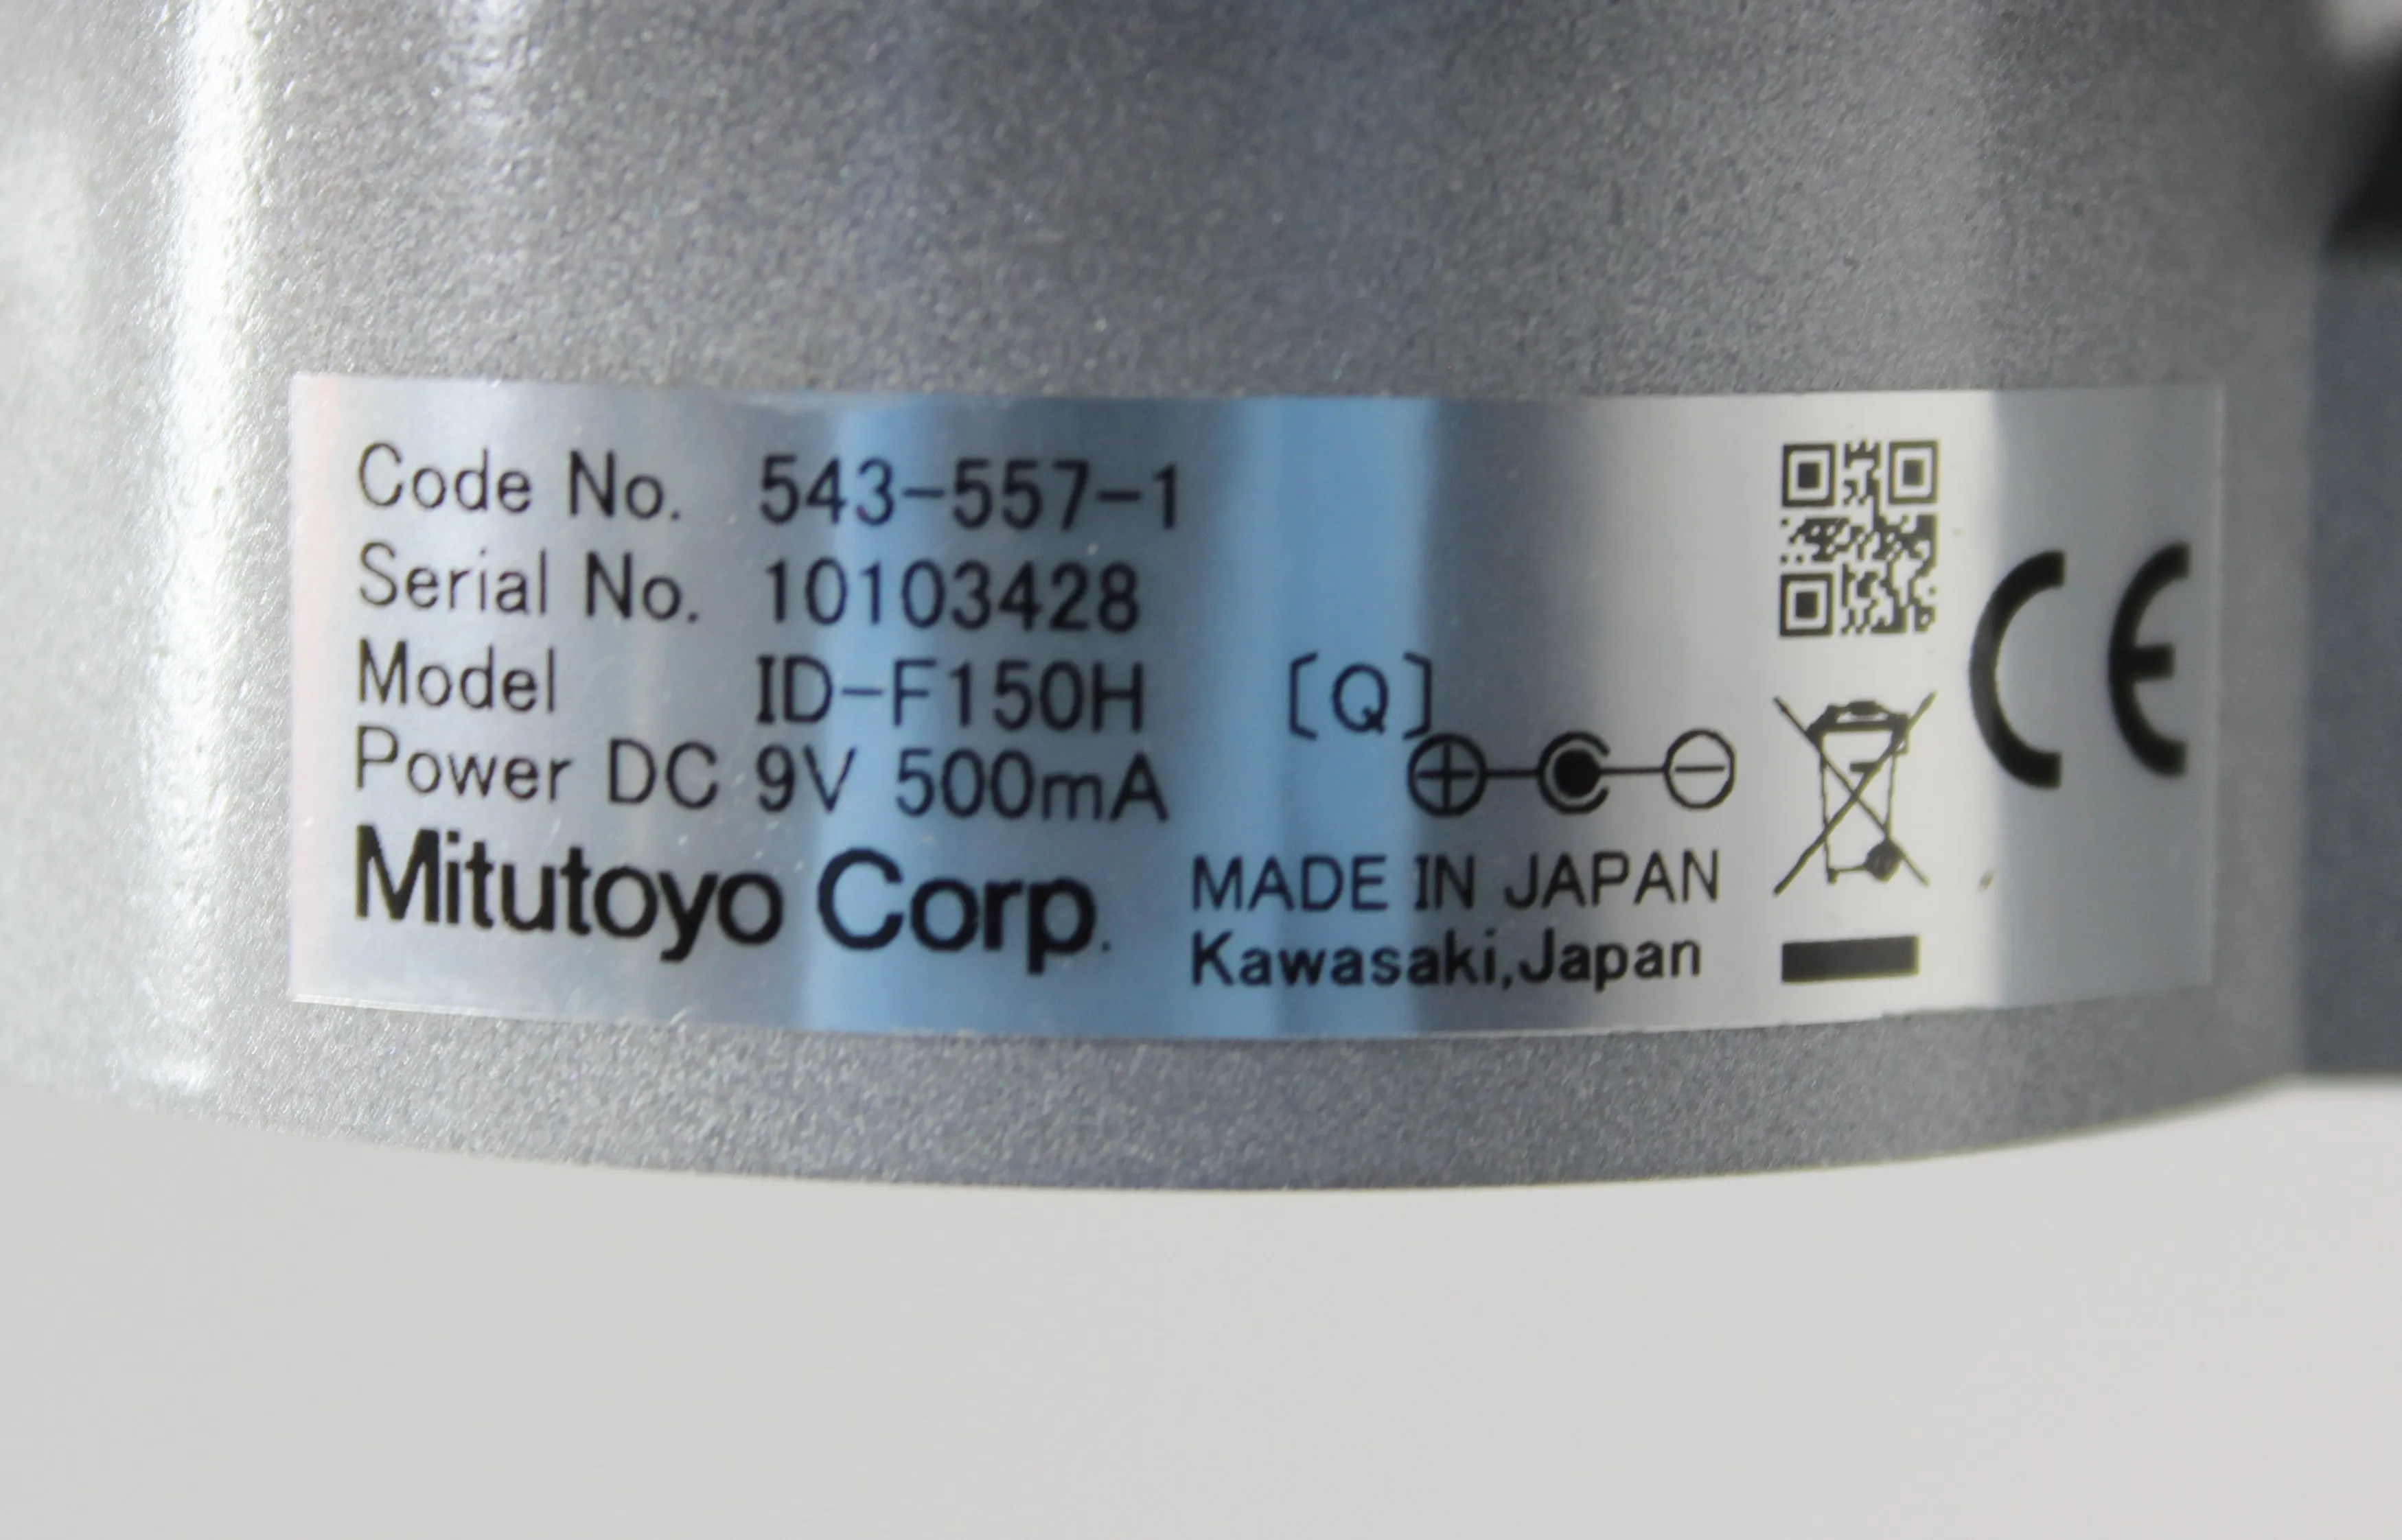 Code No. 543-557-1
Serial No. 10103428
Model ID-F150H 〔Q〕
Power DC 9V 500mA
Mitutoyo Corp.
MADE IN JAPAN
Kawasaki,Japan
CE